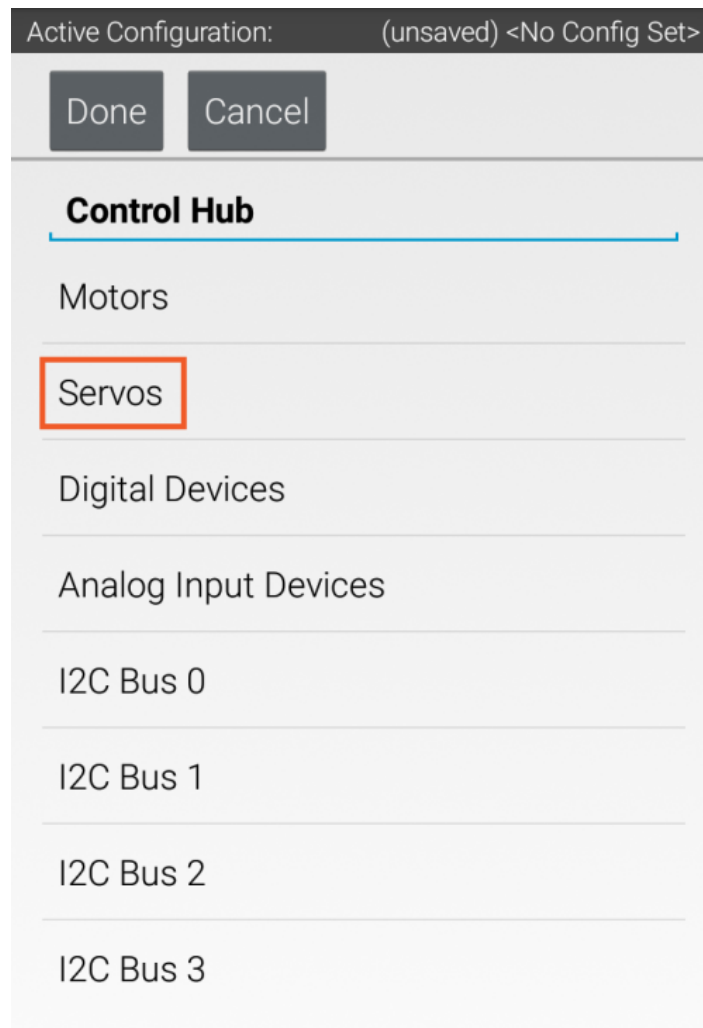 Active Configuration: (unsaved) <No Config Set>
Done Cancel
Control Hub
Motors
Servos
Digital Devices
Analog Input Devices
I2C Bus 0
I2C Bus 1
I2C Bus 2
I2C Bus 3